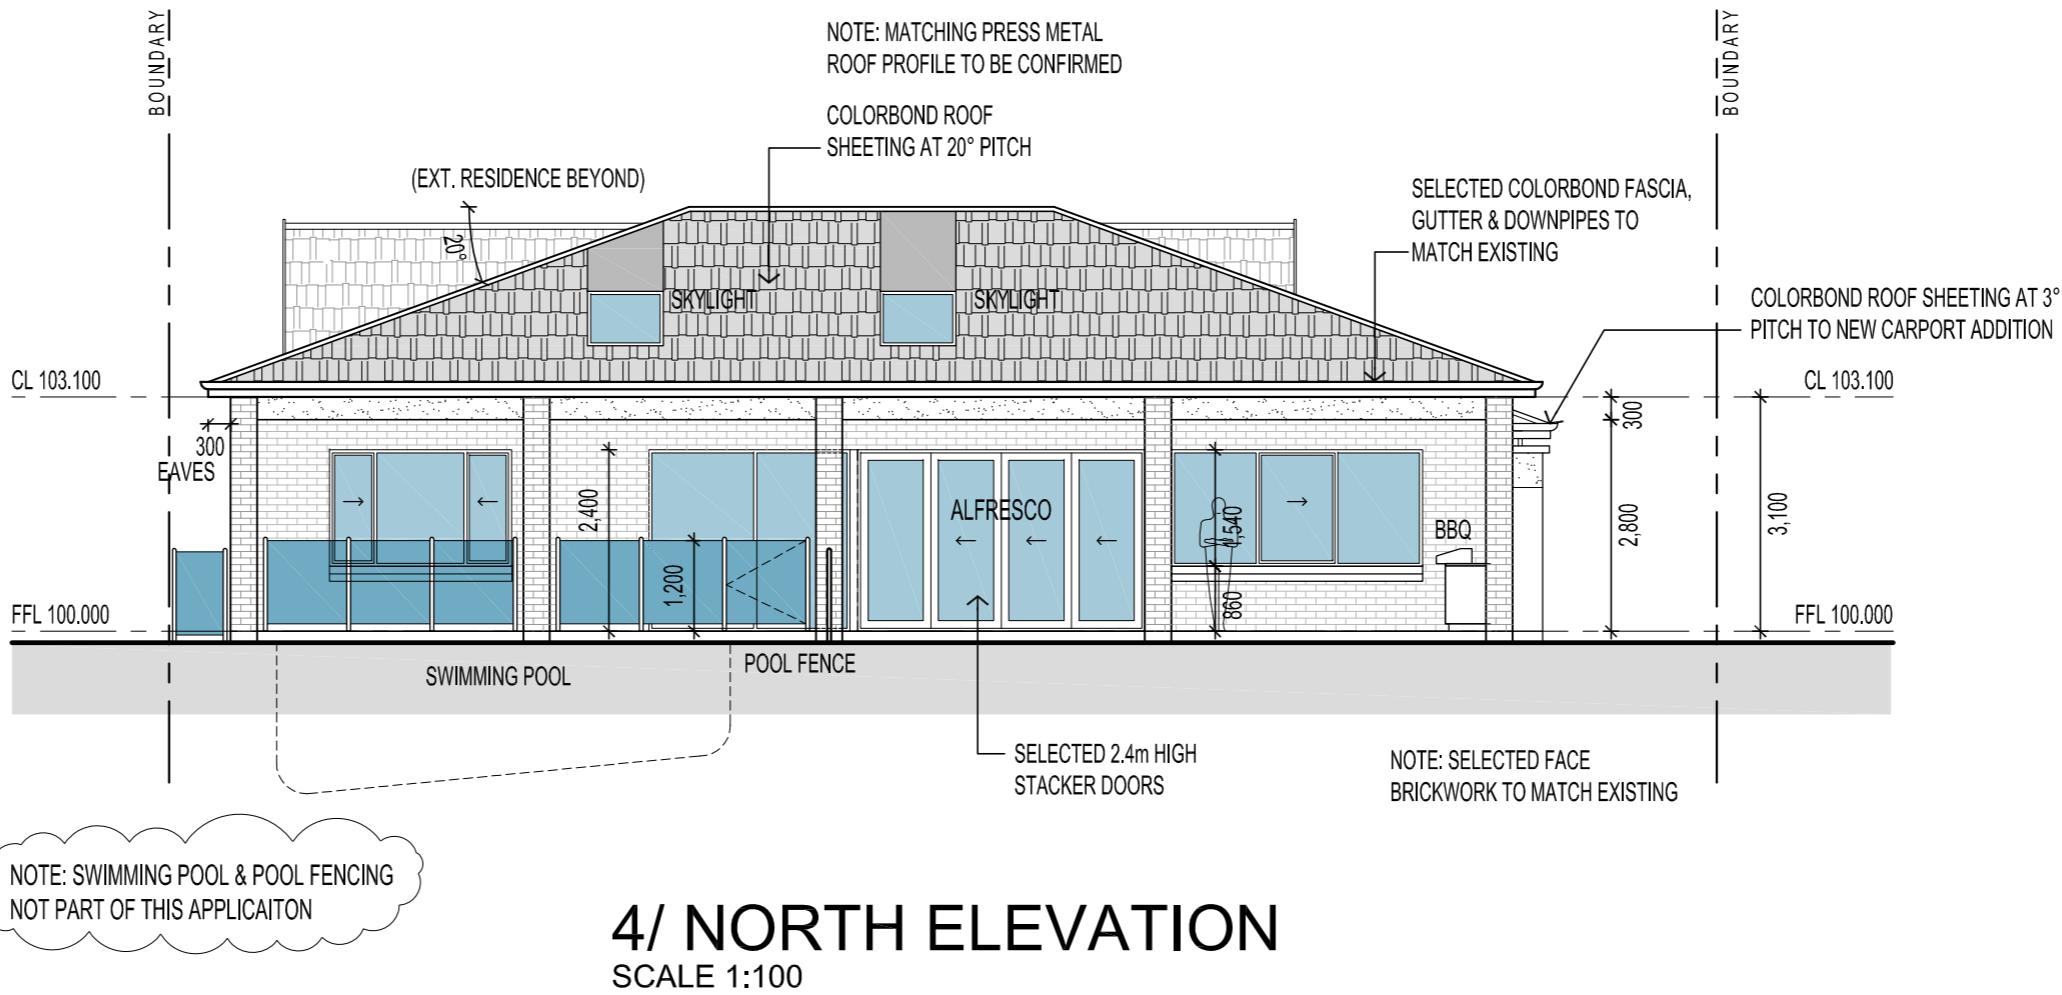 BOUNDARY
BOUNDARY
NOTE: MATCHING PRESS METAL
ROOF PROFILE TO BE CONFIRMED
COLORBOND ROOF
SHEETING AT 20° PITCH
(EXT. RESIDENCE BEYOND)
20°
SELECTED COLORBOND FASCIA,
GUTTER & DOWNPIPES TO
MATCH EXISTING
COLORBOND ROOF SHEETING AT 3°
PITCH TO NEW CARPORT ADDITION
SKYLIGHT
SKYLIGHT
CL 103.100
CL 103.100
300
EAVES
300
2,400
1,200
ALFRESCO
1,540
860
BBQ
2,800
3,100
FFL 100.000
FFL 100.000
SWIMMING POOL
POOL FENCE
SELECTED 2.4m HIGH
STACKER DOORS
NOTE: SELECTED FACE
BRICKWORK TO MATCH EXISTING
NOTE: SWIMMING POOL & POOL FENCING
NOT PART OF THIS APPLICAITON
4/ NORTH ELEVATION
SCALE 1:100